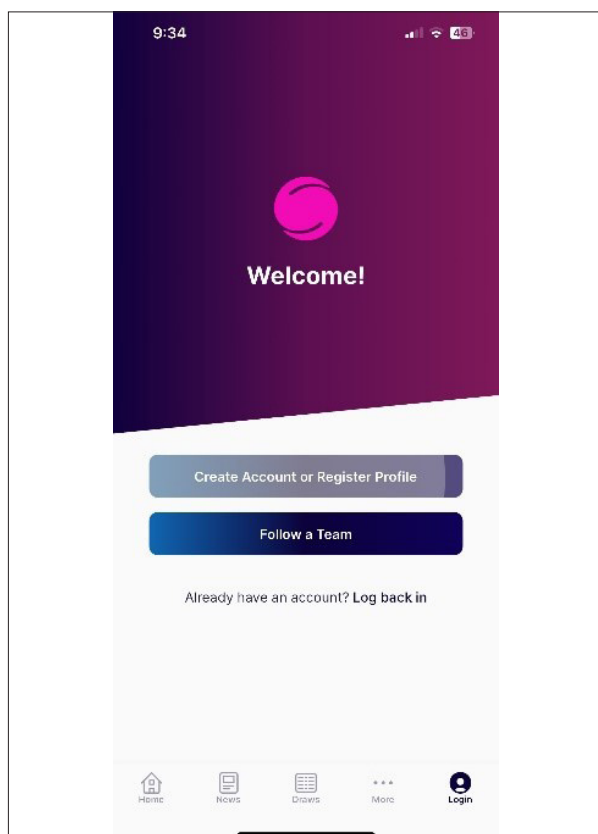 9:34
46
Welcome!
Create Account or Register Profile
Follow a Team
Already have an account? Log back in
Home News Draws More Login